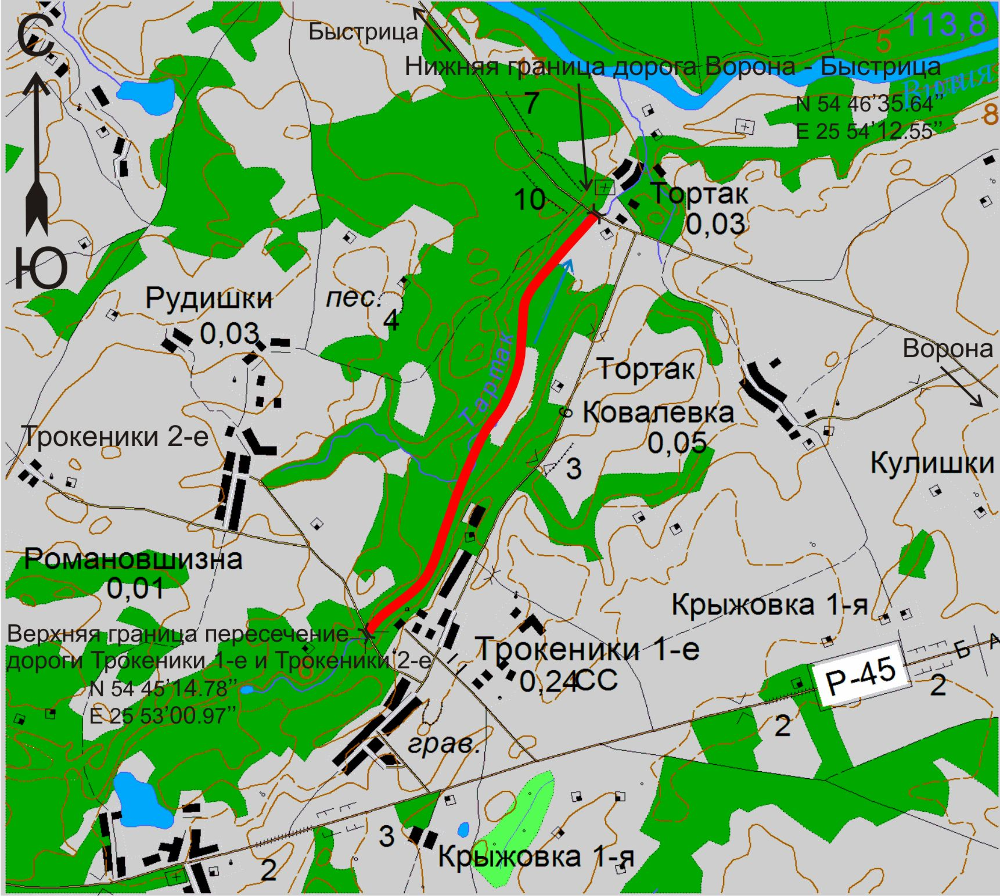 С
Быстрица
113,8
5
Нижняя граница дорога Ворона - Быстрица
Вилия
7
N 54 46’35.64’’
E 25 54’12.55’’
8
10
Тортак
0,03
Ю
Рудишки
0,03
пес.
4
Тартак
Тортак
Ворона
6
Ковалевка
0,05
Трокеники 2-е
3
Кулишки
Романовшизна
0,01
Крыжовка 1-я
Верхняя граница пересечение
дороги Трокеники 1-е и Трокеники 2-е
N 54 45’14.78’’
E 25 53’00.97’’
Трокеники 1-е
0,24СС
Р-45
Б А
2
2
грав.
3
Крыжовка 1-я
2